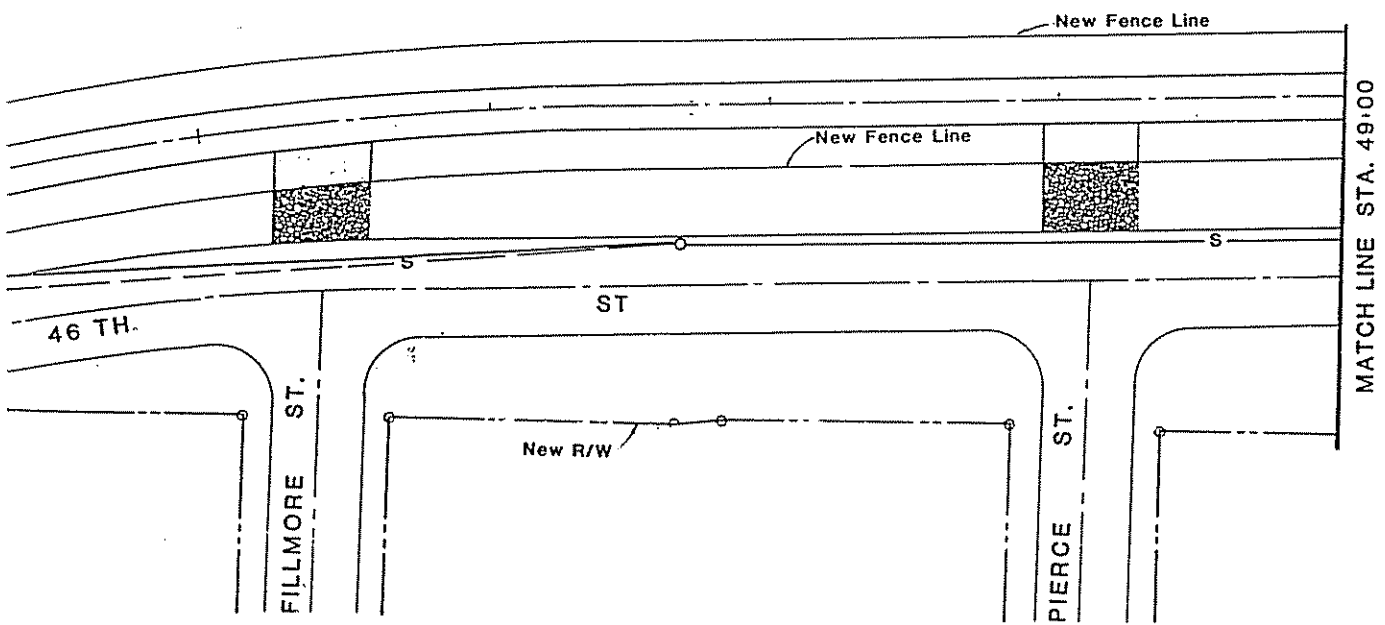 New Fence Line
New Fence Line
MATCH LINE STA. 49+00
S
S
46 TH.
ST
New R/W
FILLMORE ST.
PIERCE ST.